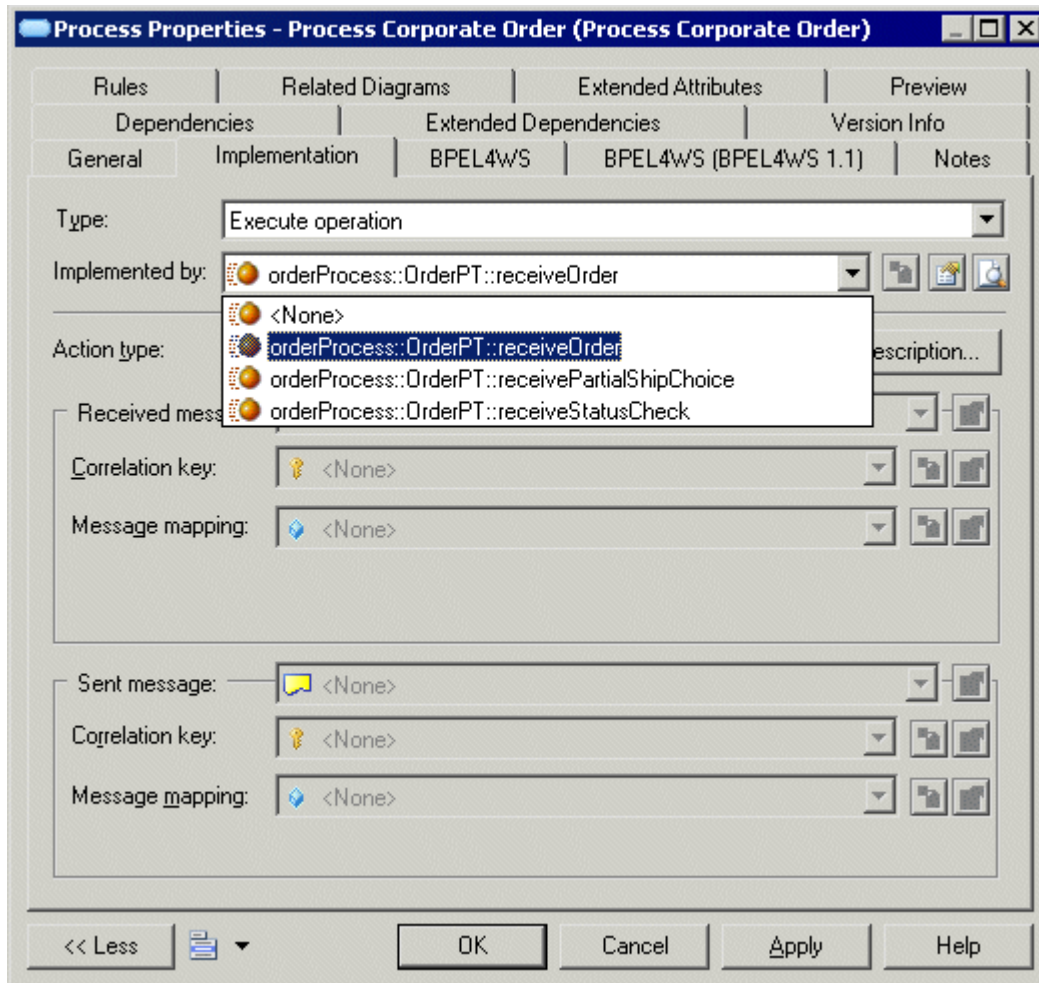 Process Properties - Process Corporate Order (Process Corporate Order)
Rules Related Diagrams Extended Attributes Preview
Dependencies Extended Dependencies Version Info
General Implementation BPEL4WS BPEL4WS (BPEL4WS 1.1) Notes
Type: Execute operation
Implemented by: orderProcess::OrderPT::receiveOrder
<None>
Action type: orderProcess::OrderPT::receiveOrder escription...
orderProcess::OrderPT::receivePartialShipChoice
Received mess orderProcess::OrderPT::receiveStatusCheck
Correlation key: <None>
Message mapping: <None>
Sent message: <None>
Correlation key: <None>
Message mapping: <None>
<< Less OK Cancel Apply Help